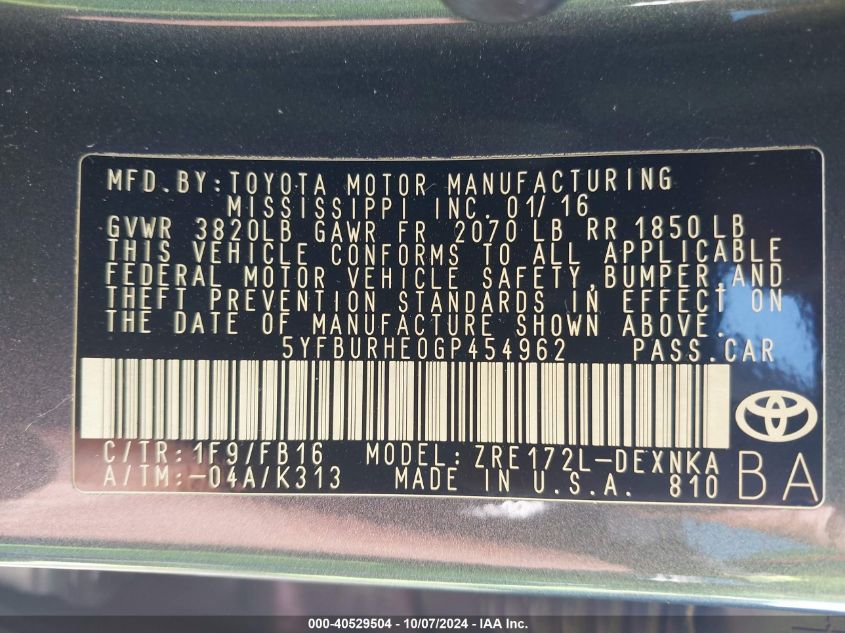 MFD.BY:TOYOTA MOTOR MANUFACTURING
MISSISSIPPI INC. 01/16
GVWR 3820LB GAWR FR 2070 LB RR 1850 LB
THIS VEHICLE CONFORMS TO ALL APPLICABLE
FEDERAL MOTOR VEHICLE SAFETY,BUMPER,AND
THEFT PREVENTION STANDARDS IN EFFECT ON
THE DATE OF MANUFACTURE SHOWN ABOVE.
5YFBURHE0GP454962 PASS.CAR
C/TR:1F9/FB16 MODEL:ZRE172L-DEXNKA
A/TM:-04A/K313 MADE IN U.S.A. 810
BA
000-40529504 - 10/07/2024 - IAA Inc.